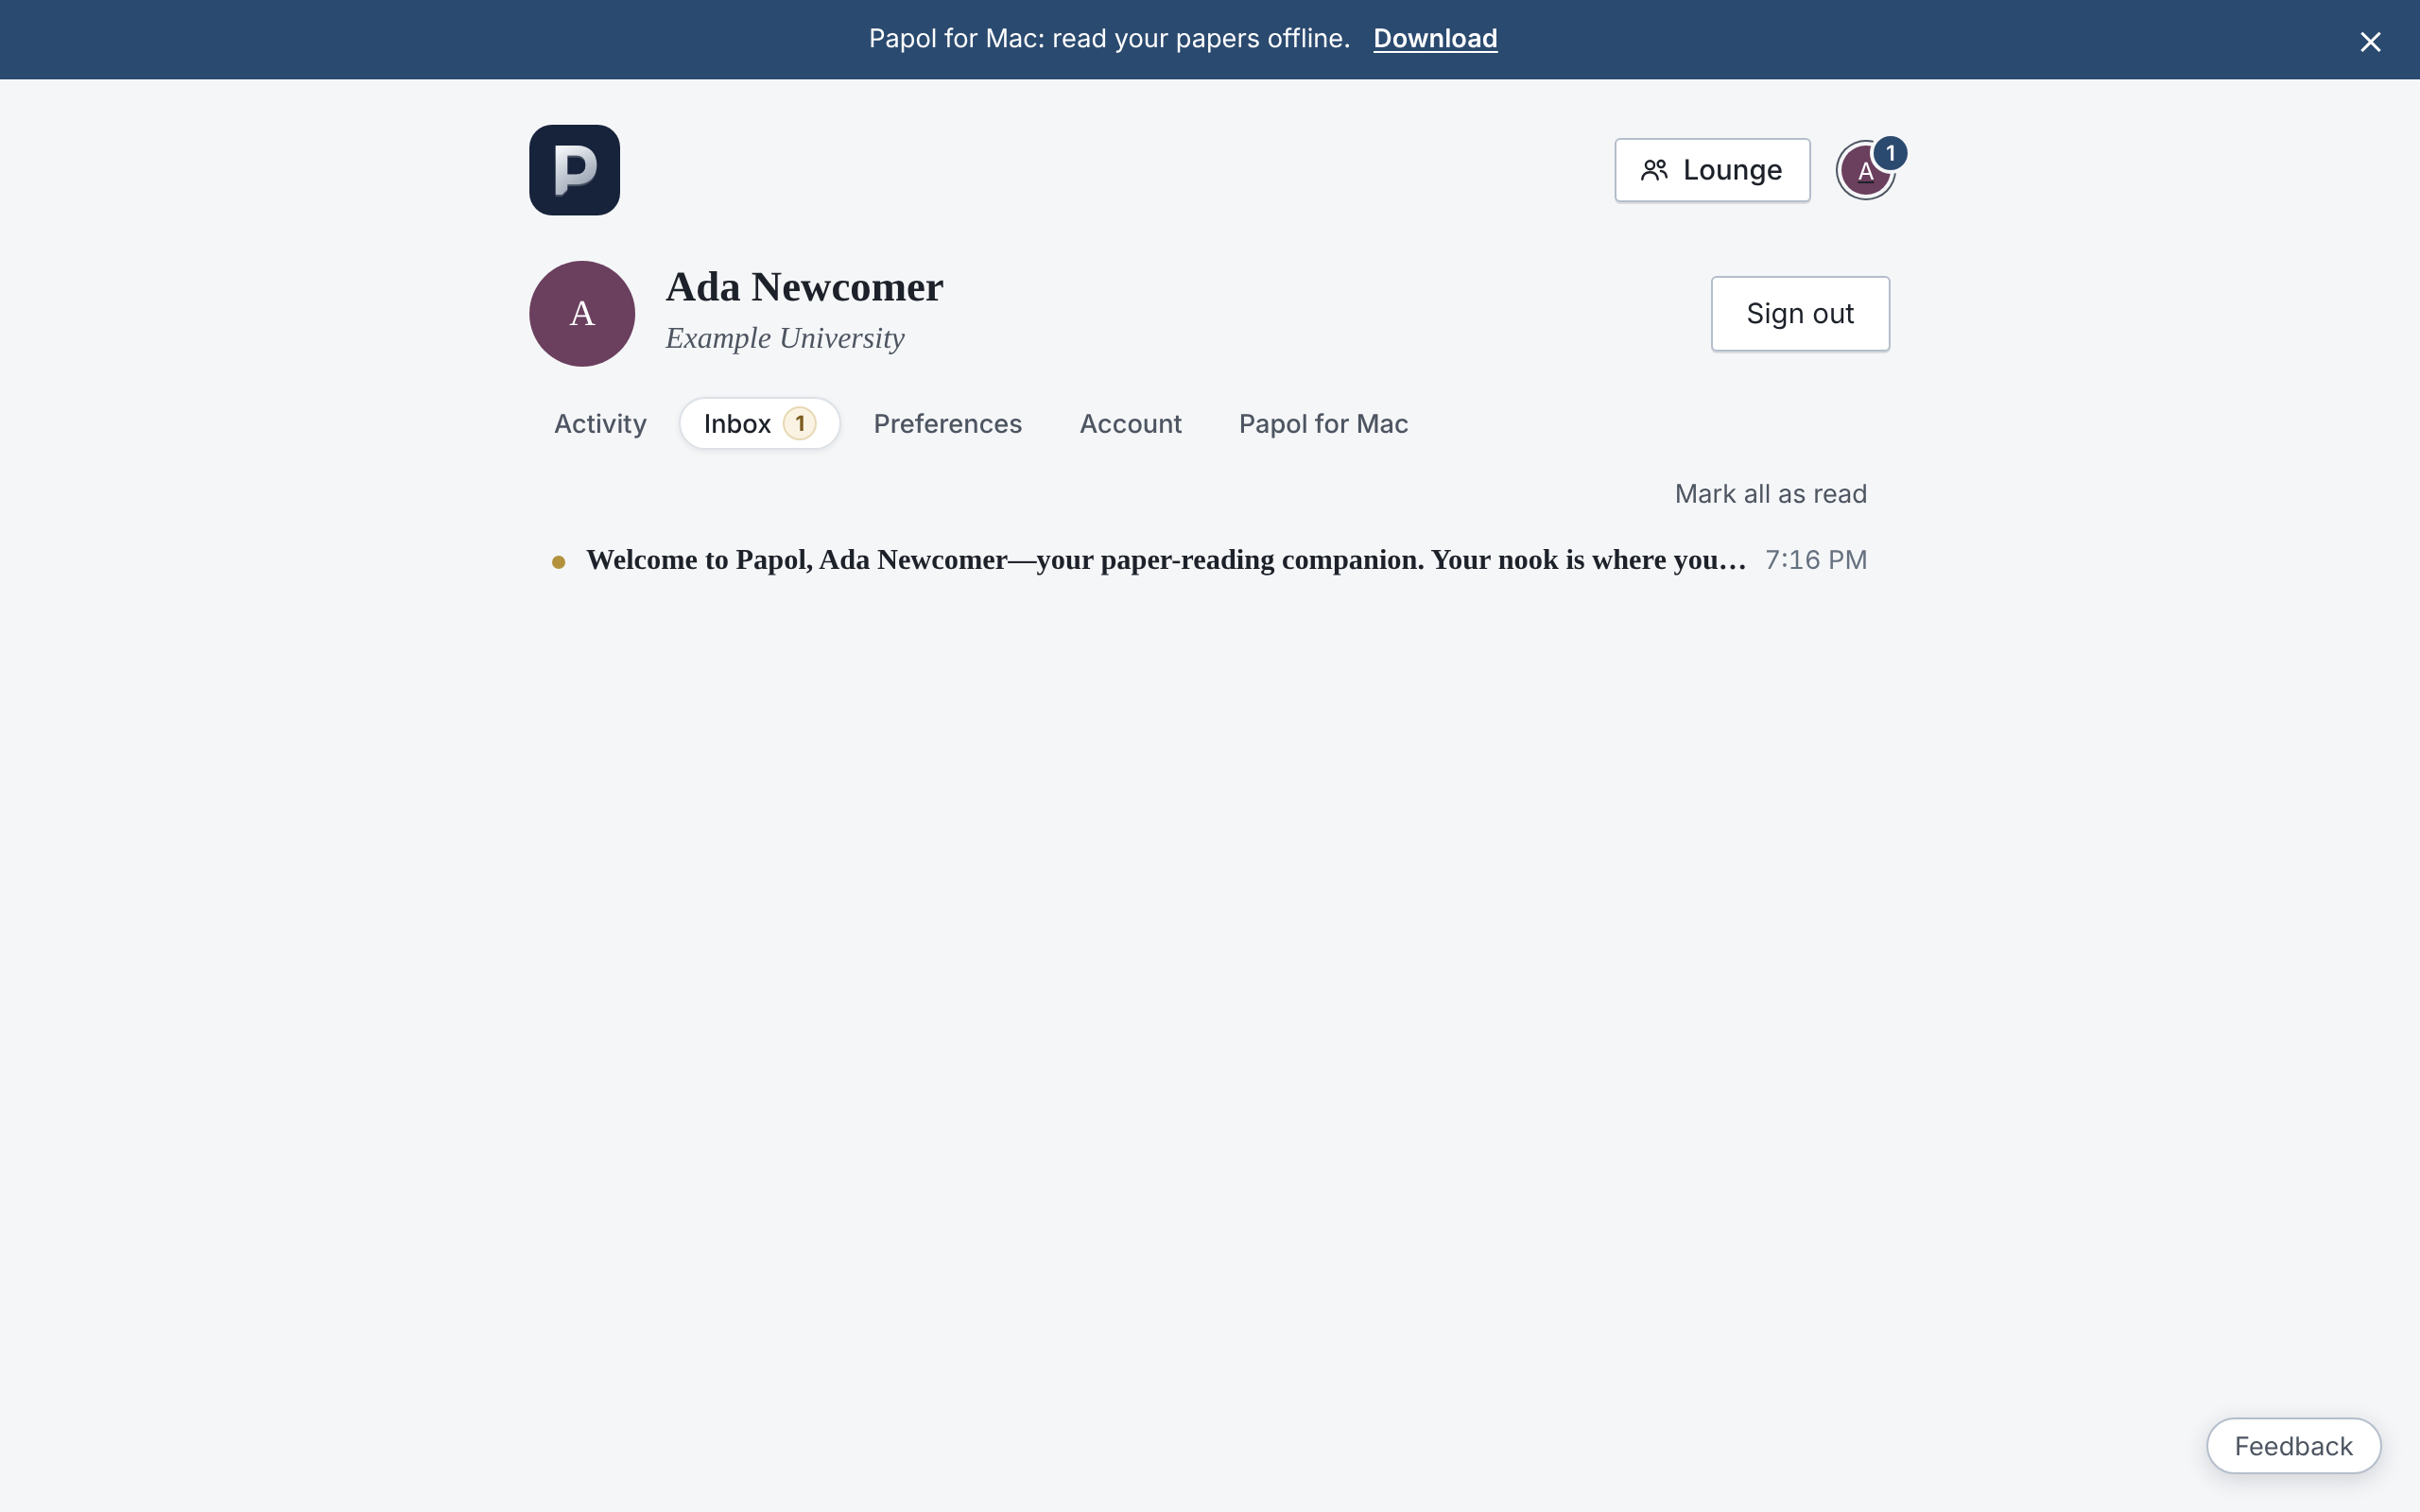 Papol for Mac: read your papers offline. Download
P
Lounge
A
1
A
Ada Newcomer
Example University
Sign out
Activity
Inbox 1
Preferences
Account
Papol for Mac
Mark all as read
Welcome to Papol, Ada Newcomer—your paper-reading companion. Your nook is where you… 7:16 PM
Feedback